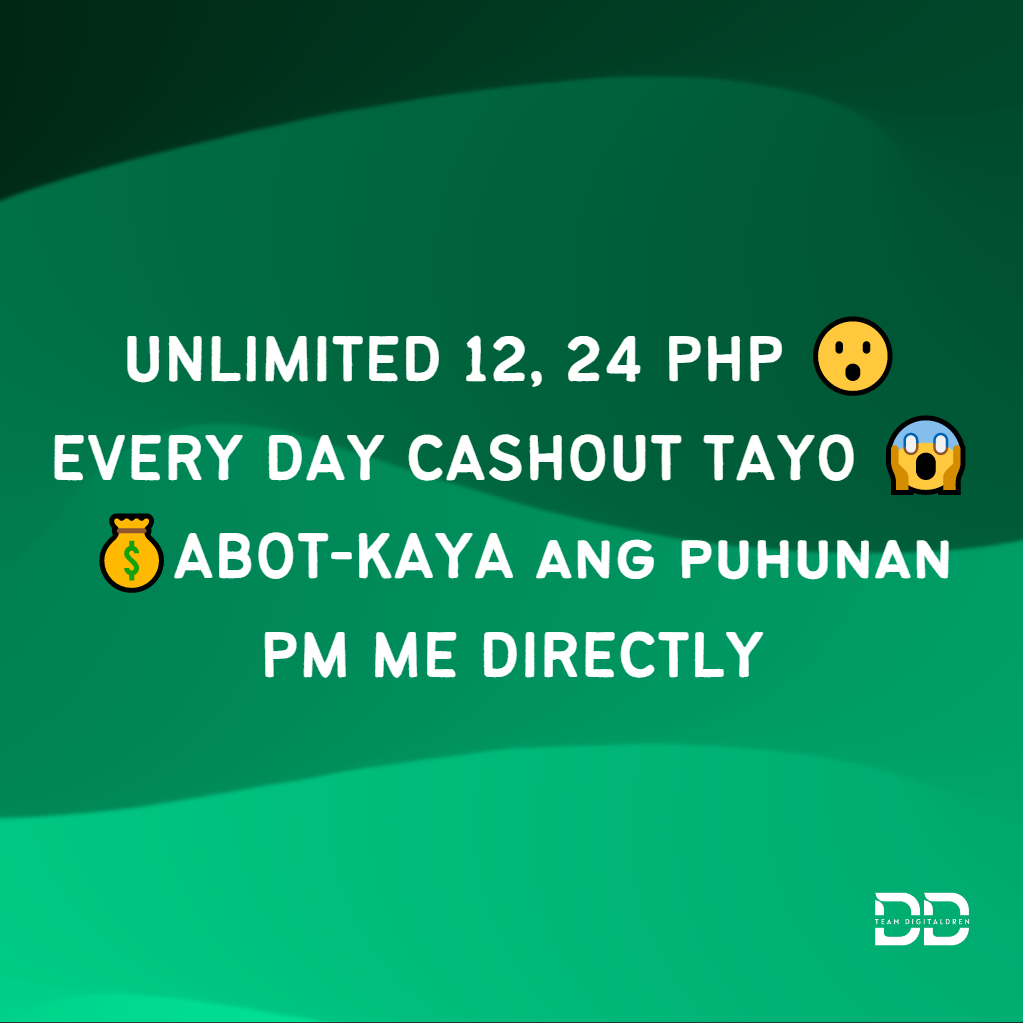 UNLIMITED 12, 24 PHP 😮
EVERY DAY CASHOUT TAYO 😱
💰ABOT-KAYA ANG PUHUNAN
PM ME DIRECTLY
DD
TEAM DIGITALDREN